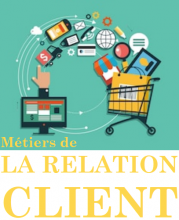 Métiers de
LA RELATION
CLIENT